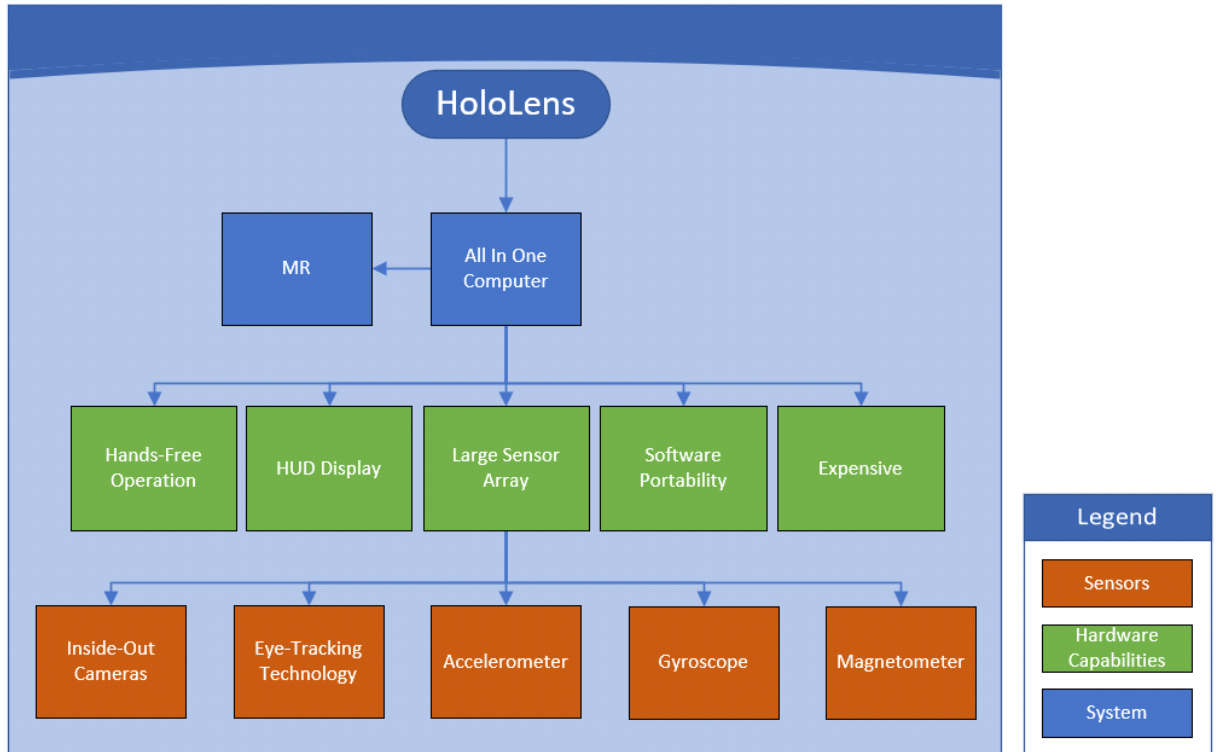 HoloLens
MR
All In One
Computer
Hands-Free
Operation
HUD Display
Large Sensor
Array
Software
Portability
Expensive
Inside-Out
Cameras
Eye-Tracking
Technology
Accelerometer
Gyroscope
Magnetometer
Legend
Sensors
Hardware
Capabilities
System